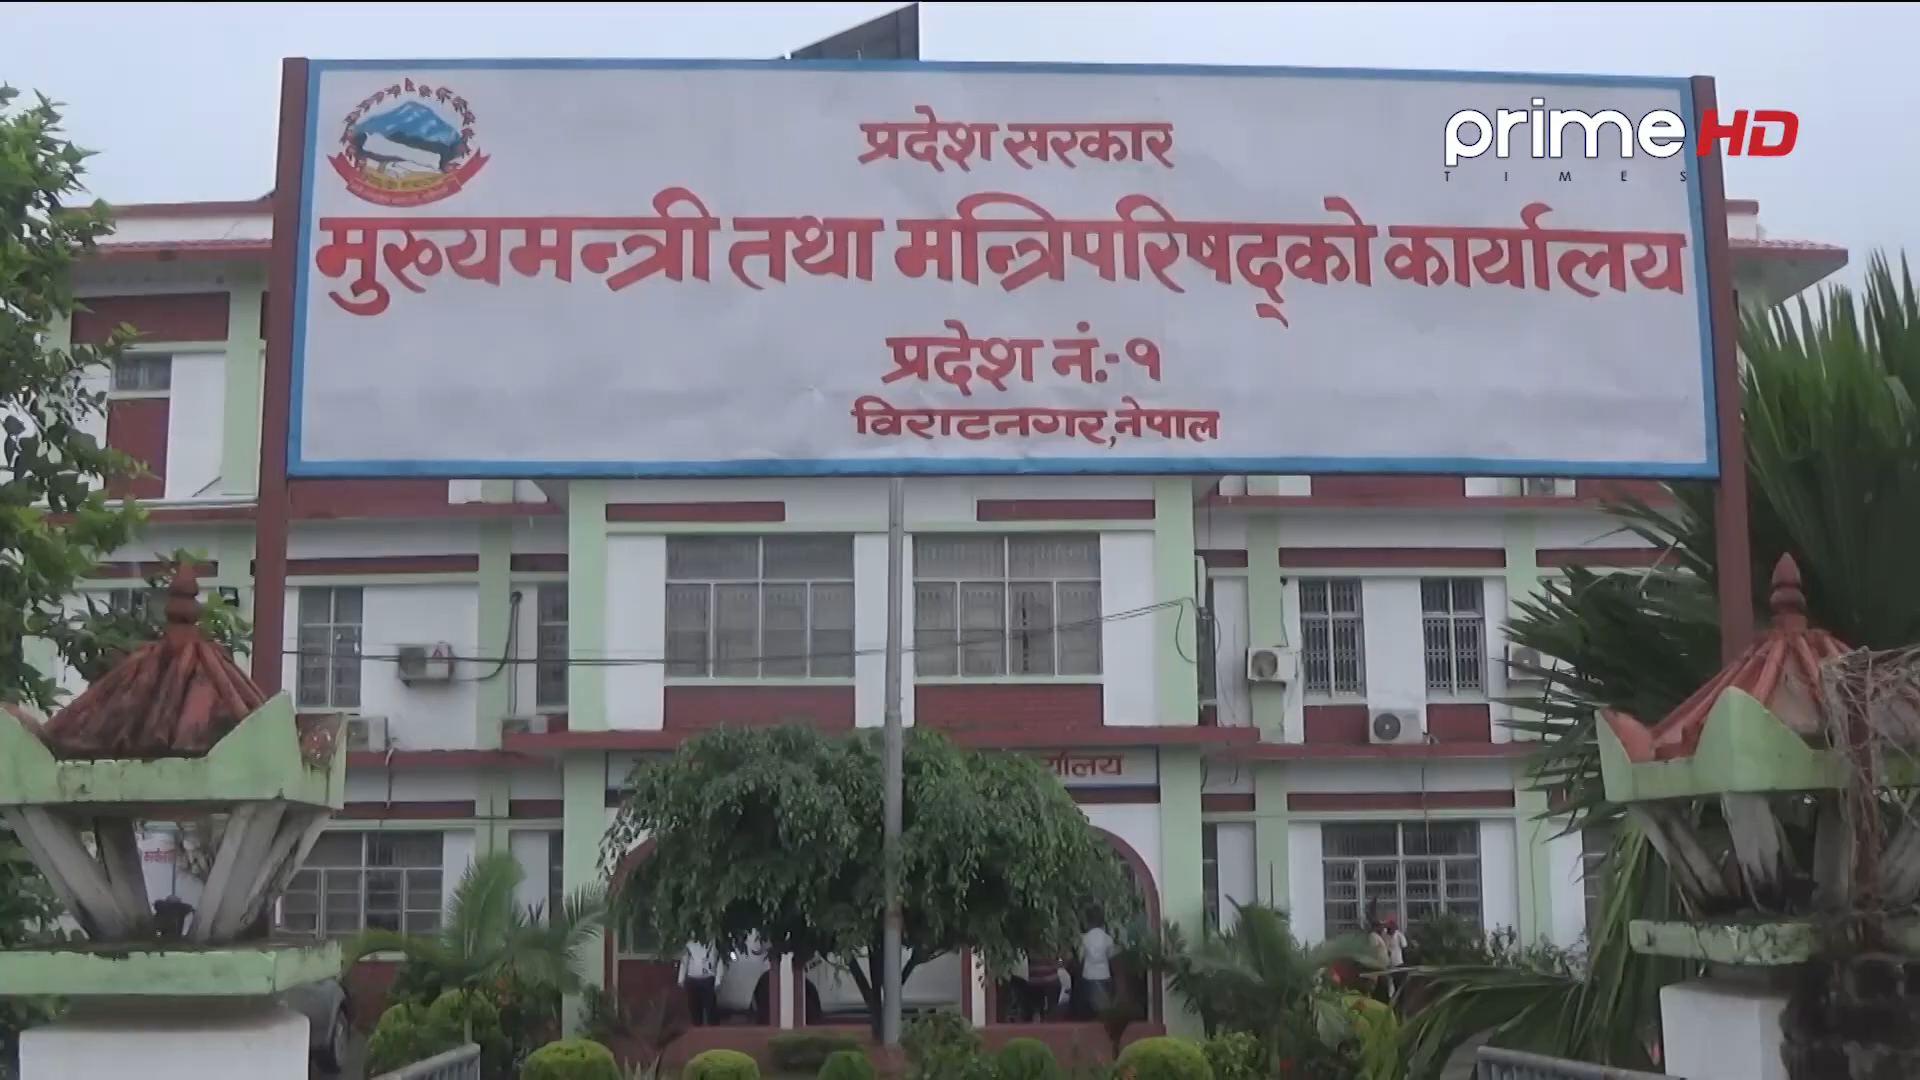 प्रदेश सरकार
मुख्यमन्त्री तथा मन्त्रिपरिषद्को कार्यालय
प्रदेश नं.-१
विराटनगर, नेपाल
prime HD
TIMES